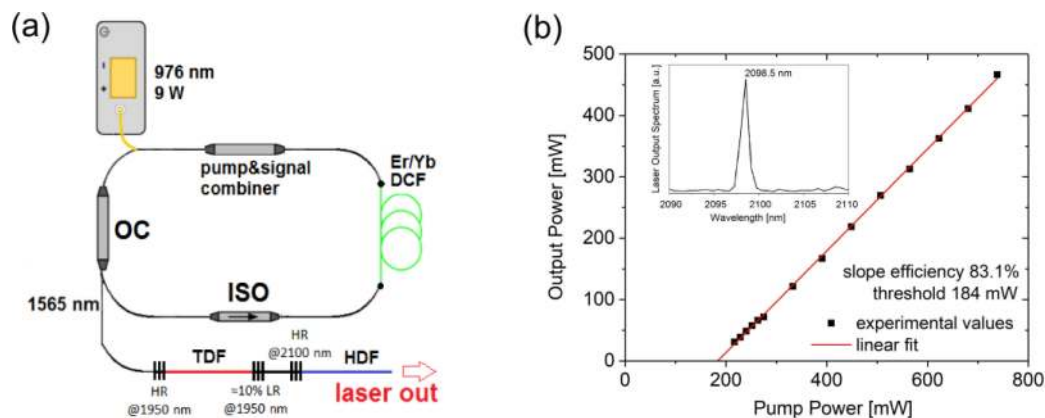 (a)
976 nm
9 W
pump&signal
combiner
Er/Yb
DCF
OC
ISO
1565 nm
HR
@2100 nm
TDF
HDF
HR
@1950 nm
≈10% LR
@1950 nm
laser out
(b)
Output Power [mW]
500
400
300
200
100
0
Laser Output Spectrum [a.u.]
2098.5 nm
2090
2095
2100
2105
2110
Wavelength [nm]
slope efficiency 83.1%
threshold 184 mW
experimental values
linear fit
0
200
400
600
800
Pump Power [mW]